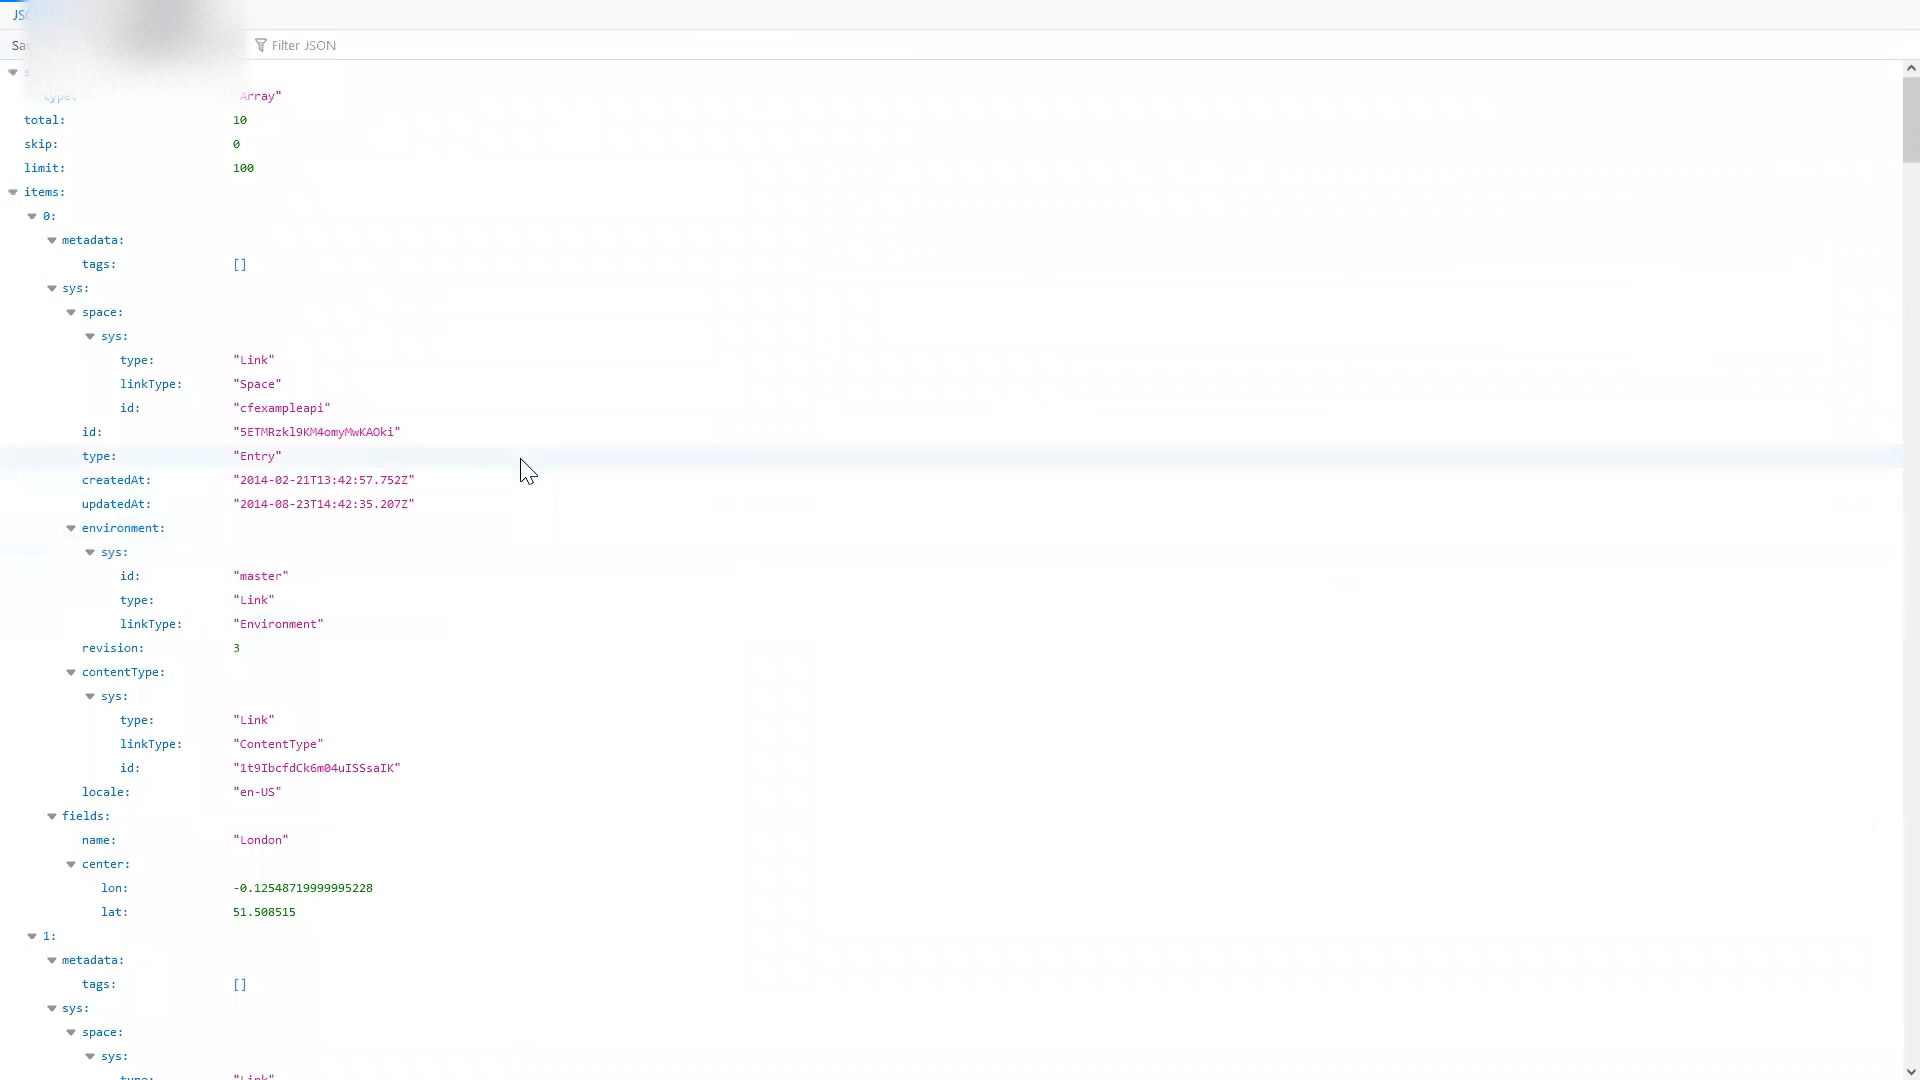 Filter JSON
type: Array"
total: 10
skip: 0
limit: 100
items:
0:
metadata:
tags: []
sys:
space:
sys:
type: "Link"
linkType: "Space"
id: "cfexampleapi"
id: "5ETMRzkl9KM4omyMwKAOki"
type: "Entry"
createdAt: "2014-02-21T13:42:57.752Z"
updatedAt: "2014-08-23T14:42:35.207Z"
environment:
sys:
id: "master"
type: "Link"
linkType: "Environment"
revision: 3
contentType:
sys:
type: "Link"
linkType: "ContentType"
id: "1t9IbcfdCk6m04uISSsaIK"
locale: "en-US"
fields:
name: "London"
center:
lon: -0.12548719999995228
lat: 51.508515
1:
metadata:
tags: []
sys:
space:
sys:
type: "Link"